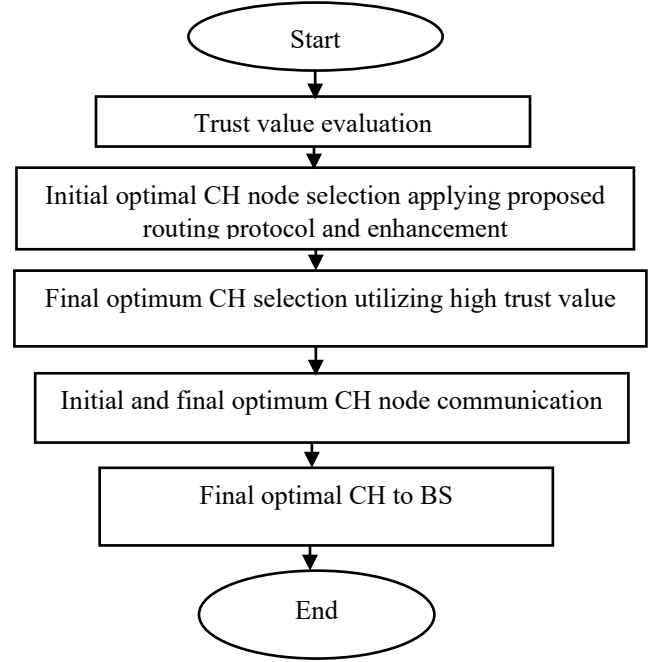 Start
Trust value evaluation
Initial optimal CH node selection applying proposed
routing protocol and enhancement
Final optimum CH selection utilizing high trust value
Initial and final optimum CH node communication
Final optimal CH to BS
End